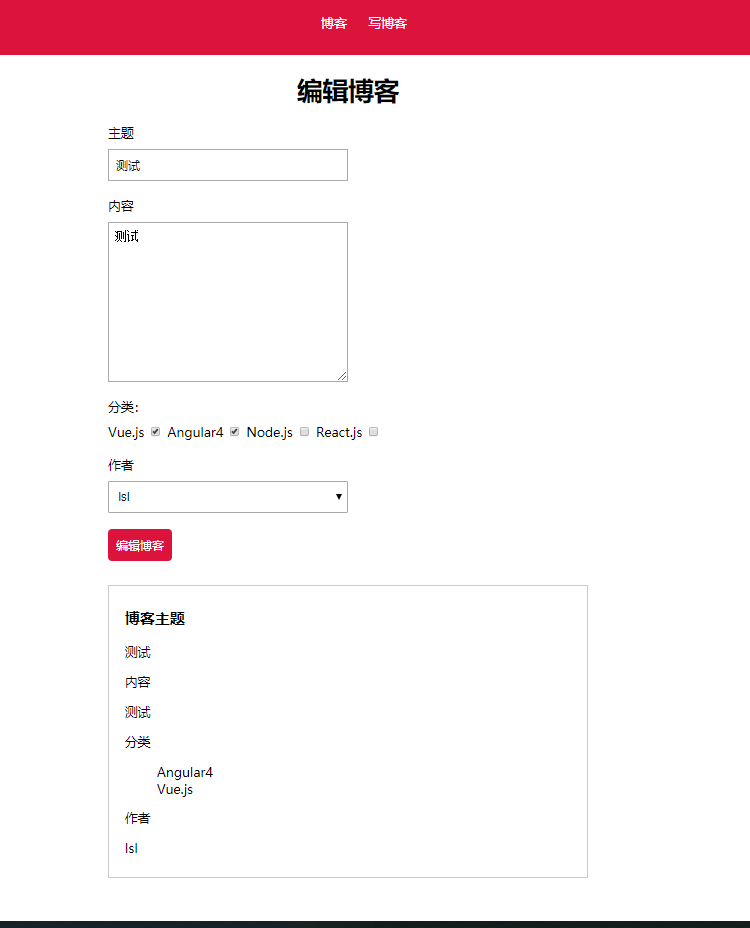 博客 写博客
编辑博客
主题
测试
内容
测试
分类：
Vue.js Angular4 Node.js React.js
作者
lsl
编辑博客
博客主题
测试
内容
测试
分类
Angular4
Vue.js
作者
lsl